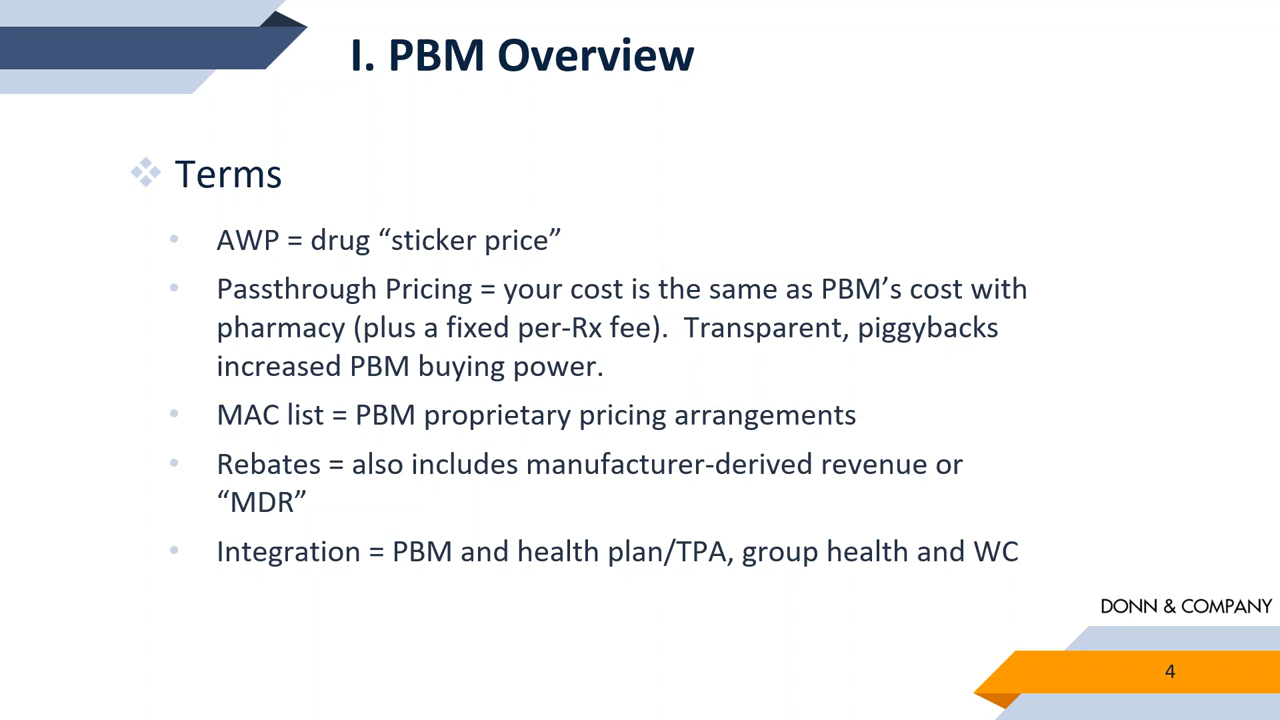 I. PBM Overview
Terms
AWP = drug “sticker price”
Passthrough Pricing = your cost is the same as PBM’s cost with
pharmacy (plus a fixed per-Rx fee).  Transparent, piggybacks
increased PBM buying power.
MAC list = PBM proprietary pricing arrangements
Rebates = also includes manufacturer-derived revenue or
“MDR”
Integration = PBM and health plan/TPA, group health and WC
DONN & COMPANY
4